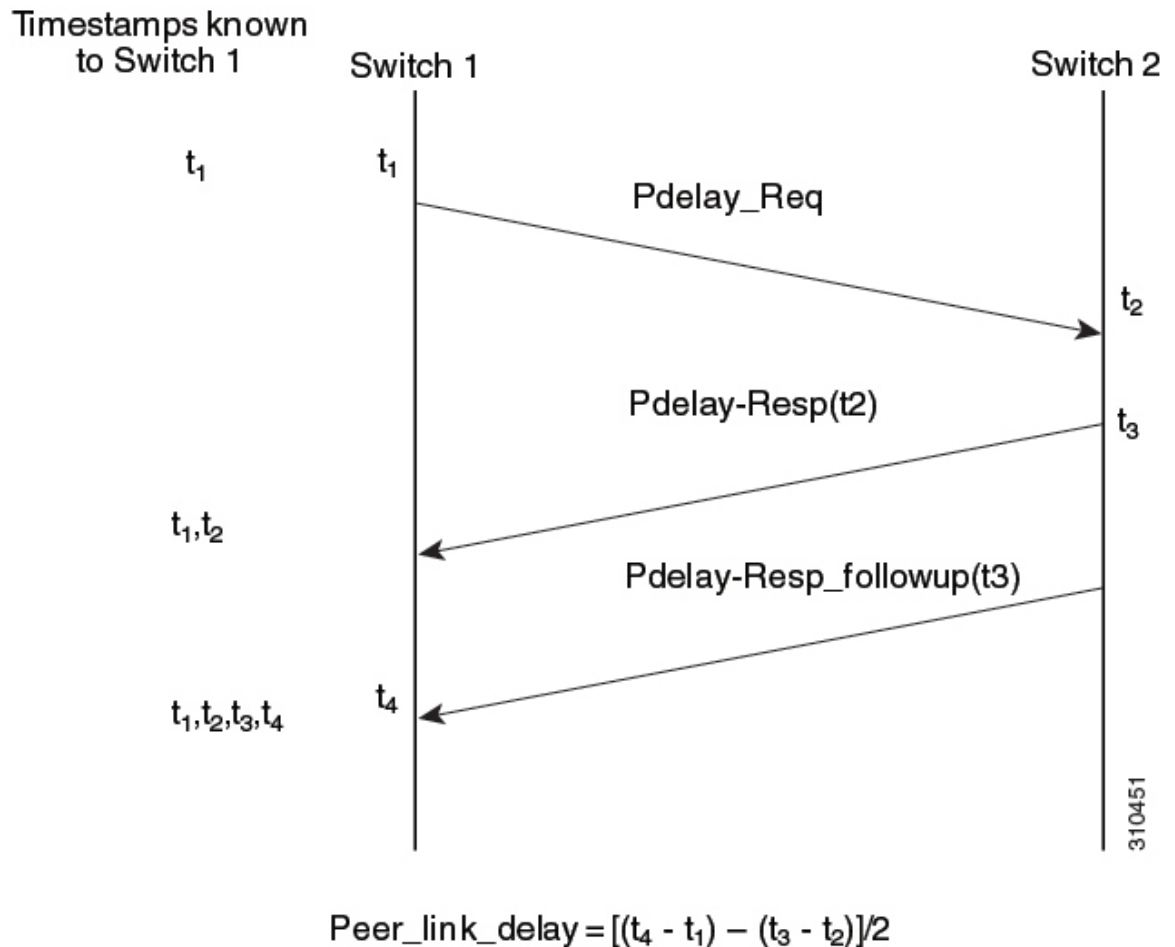 Timestamps known
to Switch 1
Switch 1
Switch 2
t₁
t₁
Pdelay_Req
t₂
Pdelay-Resp(t2)
t₃
t₁,t₂
Pdelay-Resp_followup(t3)
t₄
t₁,t₂,t₃,t₄
310451
Peer_link_delay = [(t₄ - t₁) – (t₃ - t₂)]/2